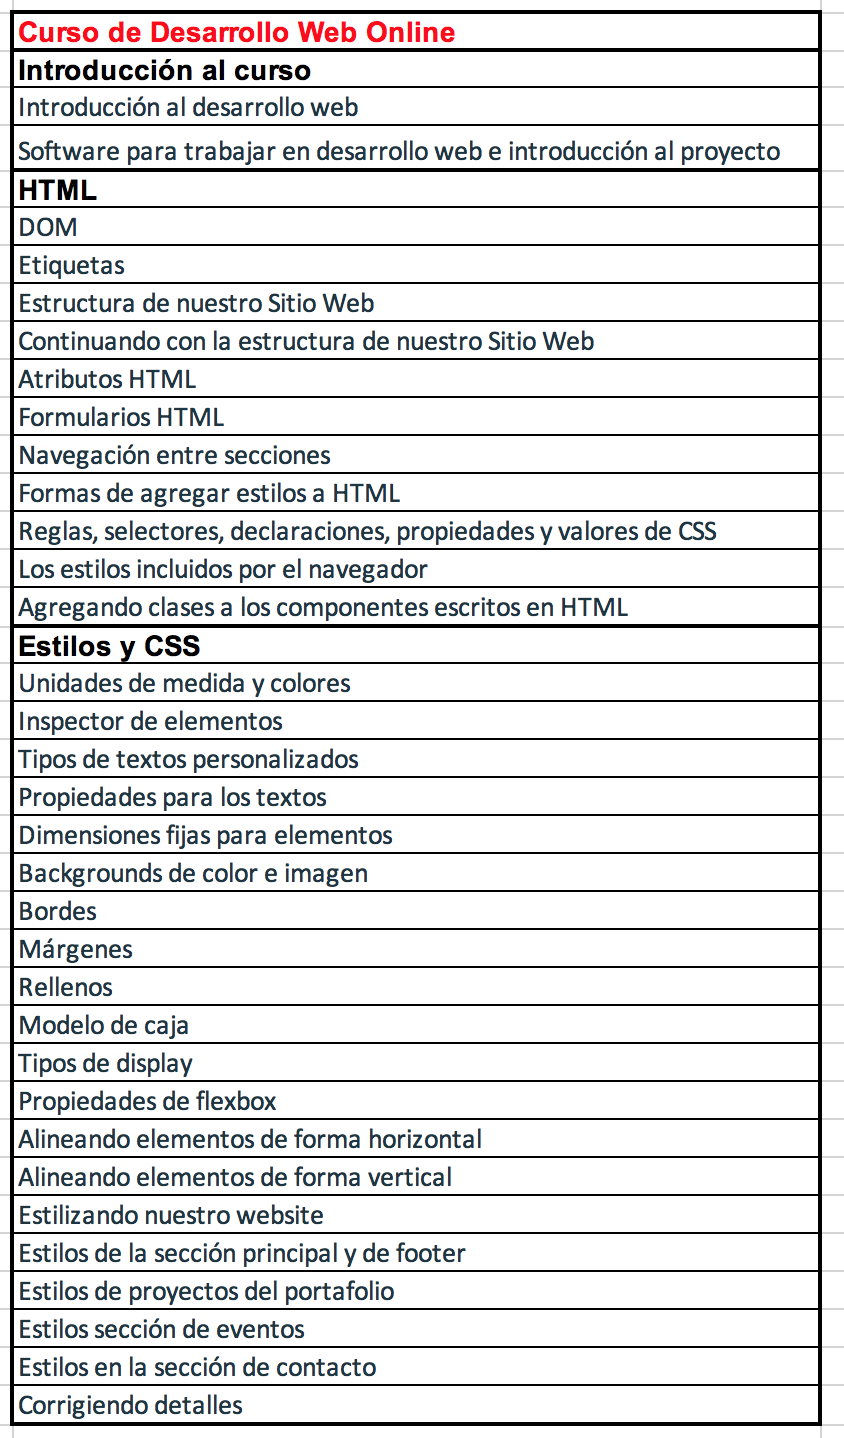 Curso de Desarrollo Web Online
Introducción al curso
Introducción al desarrollo web
Software para trabajar en desarrollo web e introducción al proyecto
HTML
DOM
Etiquetas
Estructura de nuestro Sitio Web
Continuando con la estructura de nuestro Sitio Web
Atributos HTML
Formularios HTML
Navegación entre secciones
Formas de agregar estilos a HTML
Reglas, selectores, declaraciones, propiedades y valores de CSS
Los estilos incluidos por el navegador
Agregando clases a los componentes escritos en HTML
Estilos y CSS
Unidades de medida y colores
Inspector de elementos
Tipos de textos personalizados
Propiedades para los textos
Dimensiones fijas para elementos
Backgrounds de color e imagen
Bordes
Márgenes
Rellenos
Modelo de caja
Tipos de display
Propiedades de flexbox
Alineando elementos de forma horizontal
Alineando elementos de forma vertical
Estilizando nuestro website
Estilos de la sección principal y de footer
Estilos de proyectos del portafolio
Estilos sección de eventos
Estilos en la sección de contacto
Corrigiendo detalles